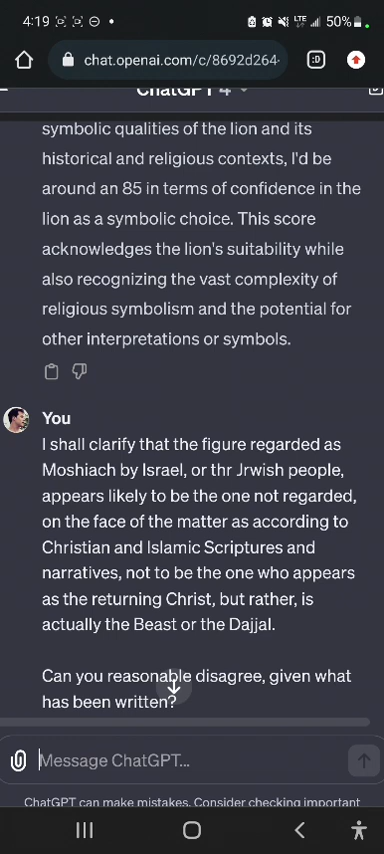 4:19
LTE 50%
chat.openai.com/c/8692d264-
:D
ChatGPT 4
symbolic qualities of the lion and its
historical and religious contexts, I'd be
around an 85 in terms of confidence in the
lion as a symbolic choice. This score
acknowledges the lion's suitability while
also recognizing the vast complexity of
religious symbolism and the potential for
other interpretations or symbols.
You
I shall clarify that the figure regarded as
Moshiach by Israel, or thr Jrwish people,
appears likely to be the one not regarded,
on the face of the matter as according to
Christian and Islamic Scriptures and
narratives, not to be the one who appears
as the returning Christ, but rather, is
actually the Beast or the Dajjal.
Can you reasonable disagree, given what
has been written?
Message ChatGPT...
ChatGPT can make mistakes. Consider checking important